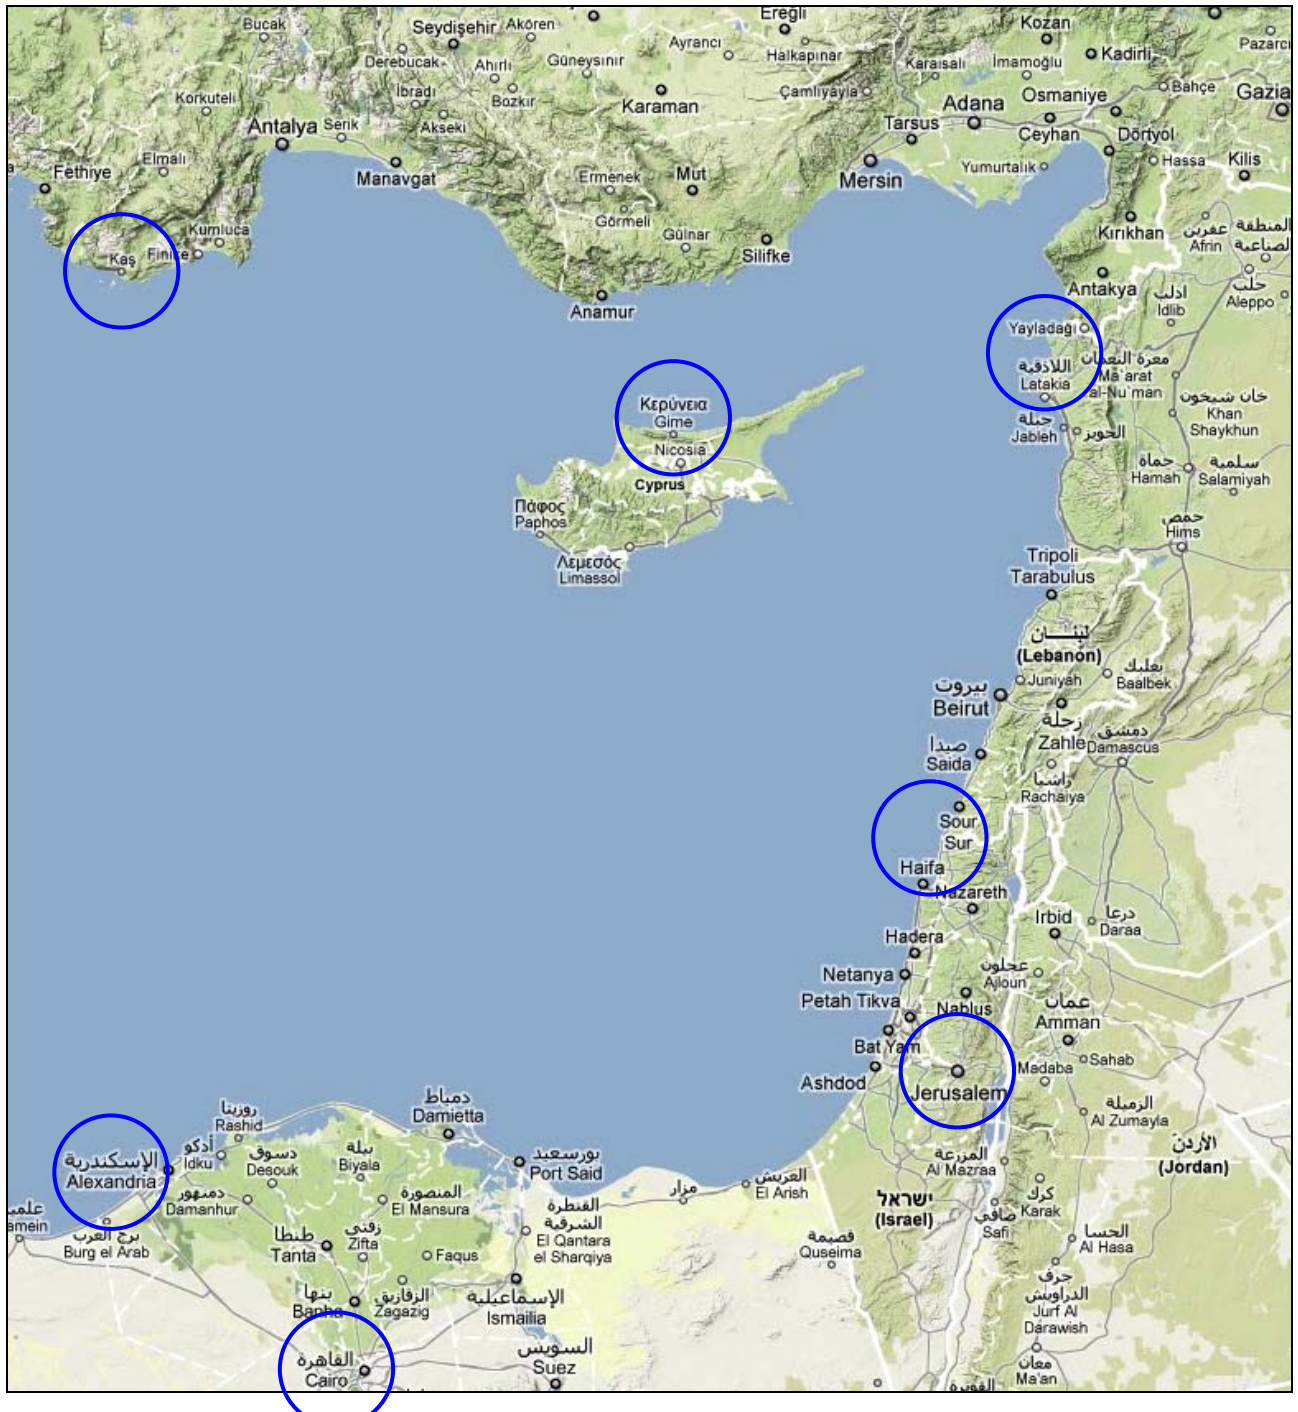 Bucak
Seydişehir
Akören
Ereğli
Kozan
Pazarcı
Derebucak
Ahırlı
Güneysınır
Ayrancı
Halkapınar
Karaisalı
İmamoğlu
Kadirli
Korkuteli
İbradı
Bozkır
Karaman
Çamlıyayla
Adana
Osmaniye
Bahçe
Gazia
Antalya
Serik
Akseki
Tarsus
Ceyhan
Dörtyol
Fethiye
Elmalı
Manavgat
Ermenek
Mut
Mersin
Yumurtalık
Hassa
Kilis
Kumluca
Görmeli
Gülnar
Kırıkhan
عفرين
Afrin
المنطقة
الصناعية
Kaş
Finike
Silifke
Anamur
Antakya
ادلب
Idlib
حلب
Aleppo
Yayladağı
اللاذقية
Latakia
معرة النعمان
Ma`arat
al-Nu`man
خان شيخون
Khan
Shaykhun
Κερύνεια
Girne
Nicosia
Cyprus
جبلة
Jableh
الحويز
حماة
Hamah
سلمية
Salamiyah
Πάφος
Paphos
حمص
Hims
Λεμεσός
Limassol
Tripoli
Tarabulus
لبنان
(Lebanon)
Juniyah
بعلبك
Baalbek
بيروت
Beirut
زحلة
Zahle
دمشق
Damascus
صيدا
Saida
راشيا
Rachaiya
Sour
Sur
Haifa
Nazareth
Irbid
درعا
Daraa
Hadera
Netanya
عجلون
Ajloun
Petah Tikva
Nablus
عمان
Amman
Bat Yam
Sahab
Ashdod
Jerusalem
Madaba
الزميلة
Al Zumayla
روزيتا
Rashid
دمياط
Damietta
الإسكندرية
Alexandria
أدكو
Idku
دسوق
Desouk
بيلة
Biyala
بورسعيد
Port Said
العريش
El Arish
المزرعة
Al Mazraa
الأردن
(Jordan)
دمنهور
Damanhur
المنصورة
El Mansura
مزار
ישראל
(Israel)
كرك
Karak
علمي
amein
برج العرب
Burg el Arab
طنطا
Tanta
زفتى
Zifta
Faqus
القنطرة
الشرقية
El Qantara
el Sharqiya
قصيمة
Quseima
صافي
Safi
الحسا
Al Hasa
بنها
Banha
الزقازيق
Zagazig
الإسماعيلية
Ismailia
جرف
الدراويش
Jurf Al
Darawish
القاهرة
Cairo
السويس
Suez
معان
Ma'an
القويرة